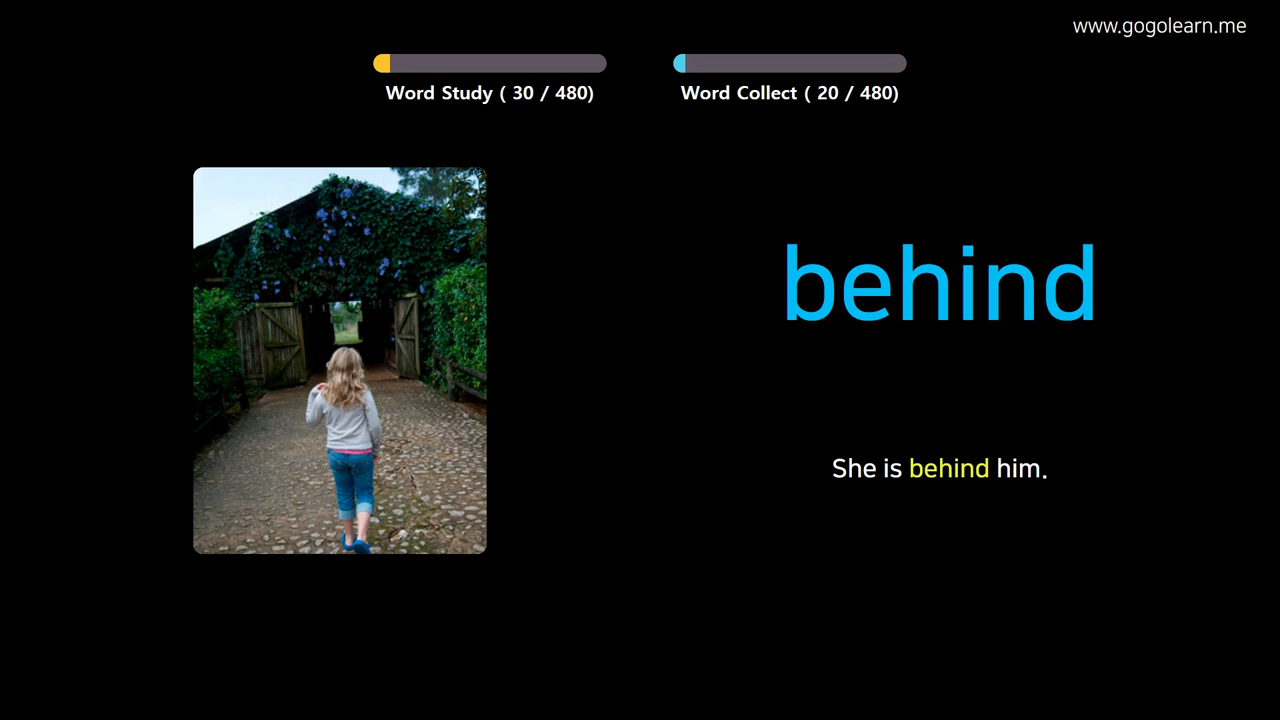 www.gogolearn.me
Word Study ( 30 / 480)
Word Collect ( 20 / 480)
behind
She is behind him.